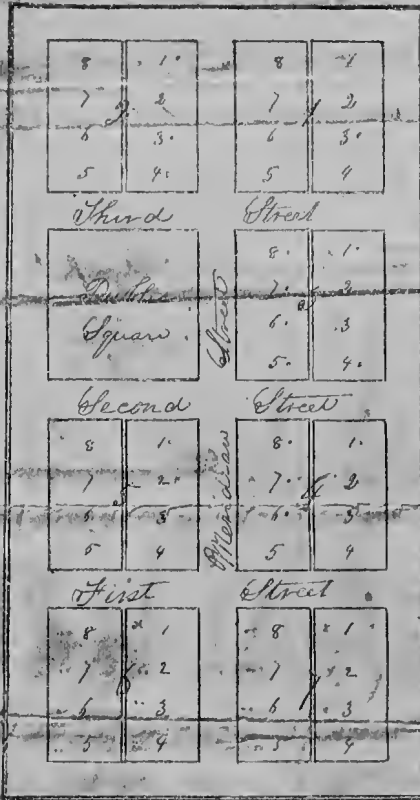 8 1 8 1
7 2 7 2
6 3 6 3
5 4 5 4
Third Street
8 1
7 2
6 3
5 4
Public
Square
Street
Second Street
8 1 8 1
7 2 7 2
6 3 6 3
5 4 5 4
Meridian
First Street
8 1 8 1
7 2 7 2
6 3 6 3
5 4 5 4